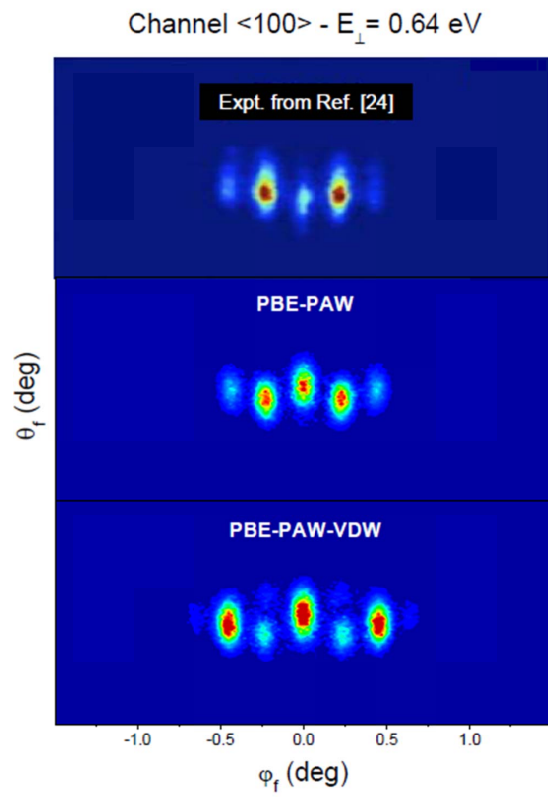 Channel <100> - E⊥= 0.64 eV
Expt. from Ref. [24]
PBE-PAW
θf (deg)
PBE-PAW-VDW
-1.0 -0.5 0.0 0.5 1.0
φf (deg)